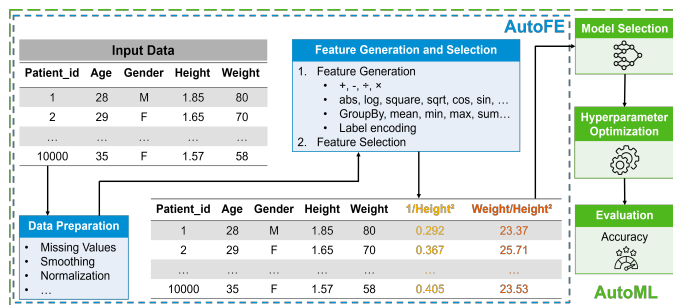 AutoFE
Input Data
Patient_id Age Gender Height Weight
1 28 M 1.85 80
2 29 F 1.65 70
... ... ... ... ...
10000 35 F 1.57 58
Feature Generation and Selection
1. Feature Generation
• +, -, ÷, ×
• abs, log, square, sqrt, cos, sin, ...
• GroupBy, mean, min, max, sum...
• Label encoding
2. Feature Selection
Data Preparation
• Missing Values
• Smoothing
• Normalization
• ...
Patient_id Age Gender Height Weight 1/Height² Weight/Height²
1 28 M 1.85 80 0.292 23.37
2 29 F 1.65 70 0.367 25.71
... ... ... ... ... ... ...
10000 35 F 1.57 58 0.405 23.53
Model Selection
Hyperparameter
Optimization
Evaluation
Accuracy
AutoML